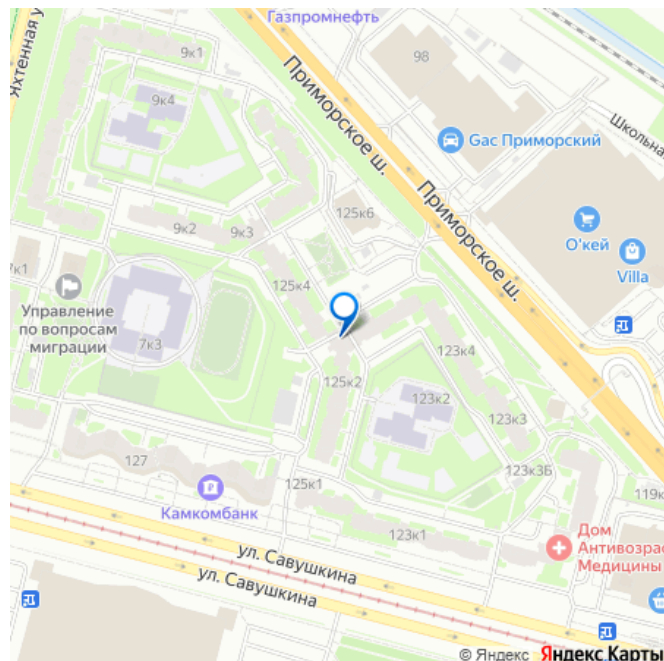 Газпромнефть
Яхтенная у
9к1
98
9к4
Приморское ш.
Школьная
Gac Приморский
125к6
Приморское ш.
О'кей
Villa
9к2
9к3
7к1
125к4
Управление
по вопросам
миграции
7к3
123к4
125к2
123к2
123к3
127
123к3Б
125к1
119к
Камкомбанк
123к1
Дом
Антивозрас
Медицины
ул. Савушкина
ул. Савушкина
© Яндекс Яндекс Карты